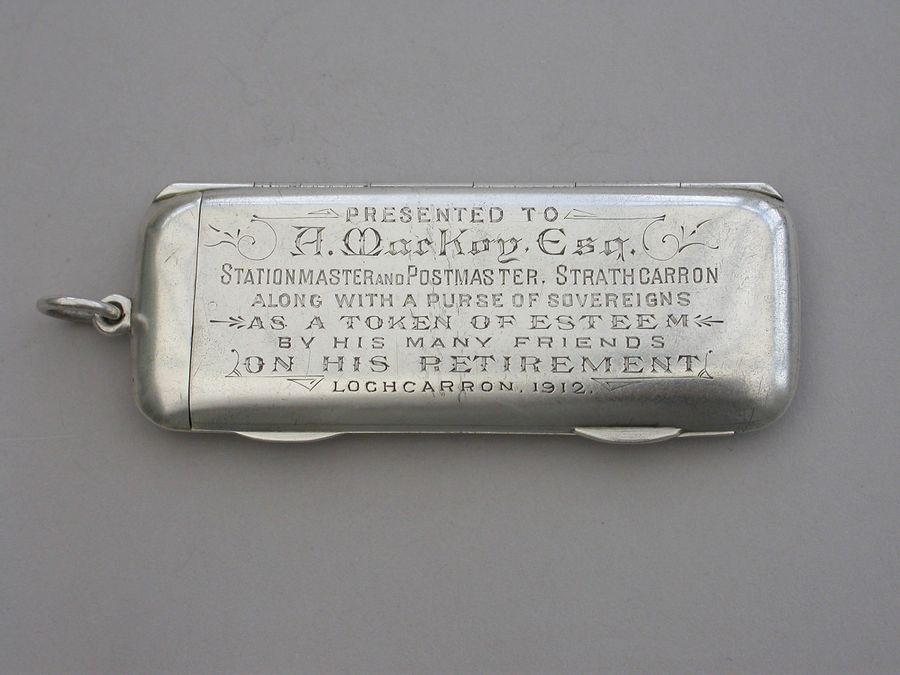 PRESENTED TO
A. MacKoy. Esq.
STATIONMASTER AND POSTMASTER. STRATHCARRON
ALONG WITH A PURSE OF SOVEREIGNS
AS A TOKEN OF ESTEEM
BY HIS MANY FRIENDS
ON HIS RETIREMENT
LOCHCARRON. 1912.